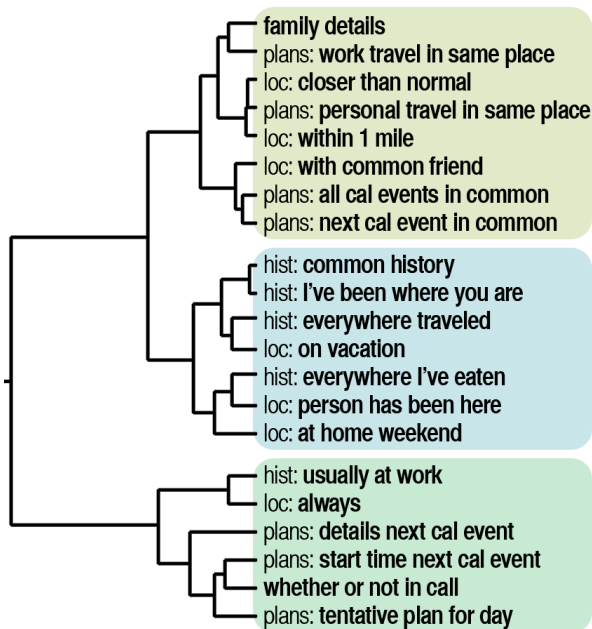 family details
plans: work travel in same place
loc: closer than normal
plans: personal travel in same place
loc: within 1 mile
loc: with common friend
plans: all cal events in common
plans: next cal event in common
hist: common history
hist: I've been where you are
hist: everywhere traveled
loc: on vacation
hist: everywhere I've eaten
loc: person has been here
loc: at home weekend
hist: usually at work
loc: always
plans: details next cal event
plans: start time next cal event
whether or not in call
plans: tentative plan for day